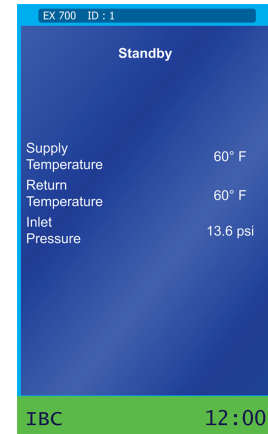 EX 700 ID : 1
Standby
Supply
Temperature 60° F
Return
Temperature 60° F
Inlet
Pressure 13.6 psi
IBC 12:00